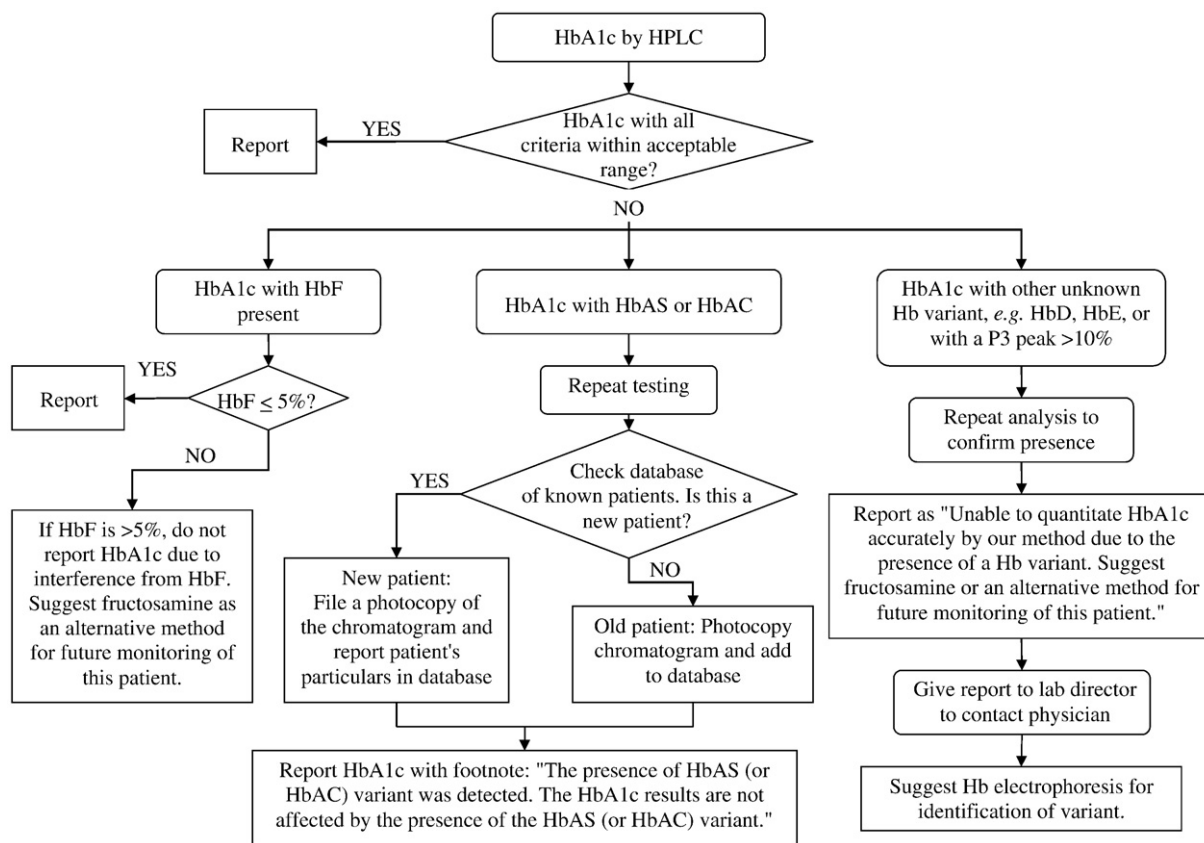 HbA1c by HPLC
HbA1c with all
criteria within acceptable
range?
YES
Report
NO
HbA1c with HbF
present
HbF ≤ 5%?
YES
Report
NO
If HbF is >5%, do not
report HbA1c due to
interference from HbF.
Suggest fructosamine as
an alternative method
for future monitoring of
this patient.
HbA1c with HbAS or HbAC
Repeat testing
Check database
of known patients. Is this a
new patient?
YES
New patient:
File a photocopy of
the chromatogram and
report patient's
particulars in database
NO
Old patient: Photocopy
chromatogram and add
to database
Report HbA1c with footnote: "The presence of HbAS (or
HbAC) variant was detected. The HbA1c results are not
affected by the presence of the HbAS (or HbAC) variant."
HbA1c with other unknown
Hb variant, e.g. HbD, HbE, or
with a P3 peak >10%
Repeat analysis to
confirm presence
Report as "Unable to quantitate HbA1c
accurately by our method due to the
presence of a Hb variant. Suggest
fructosamine or an alternative method for
future monitoring of this patient."
Give report to lab director
to contact physician
Suggest Hb electrophoresis for
identification of variant.